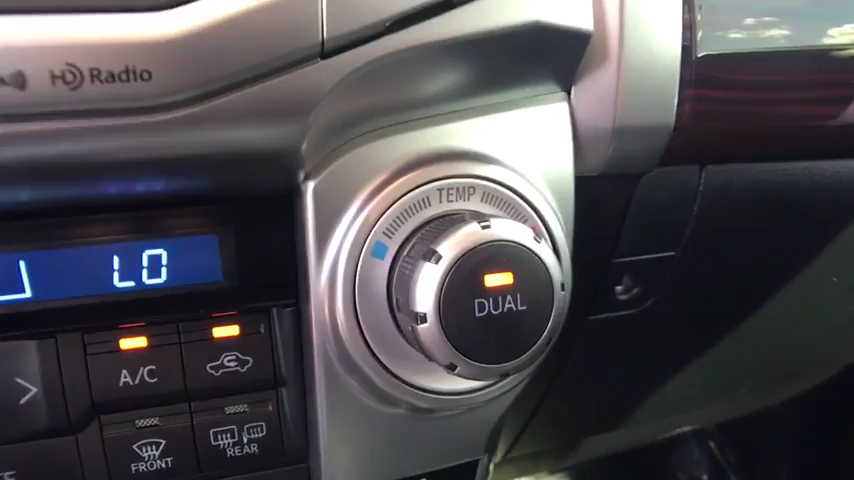 HD Radio
TEMP
LO
DUAL
A/C
FRONT
REAR